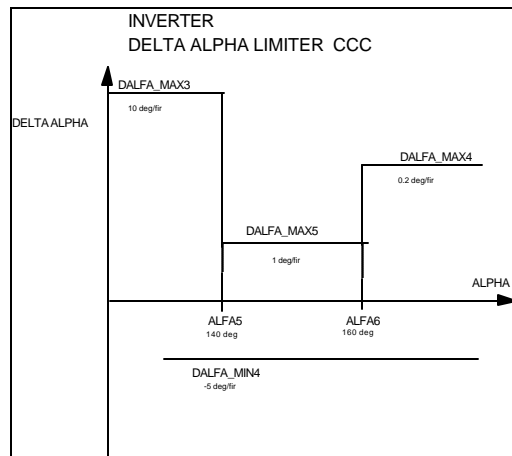 INVERTER
DELTA ALPHA LIMITER CCC
DALFA_MAX3
10 deg/fir
DELTA ALPHA
DALFA_MAX4
0.2 deg/fir
DALFA_MAX5
1 deg/fir
ALPHA
ALFA5
140 deg
ALFA6
160 deg
DALFA_MIN4
-5 deg/fir